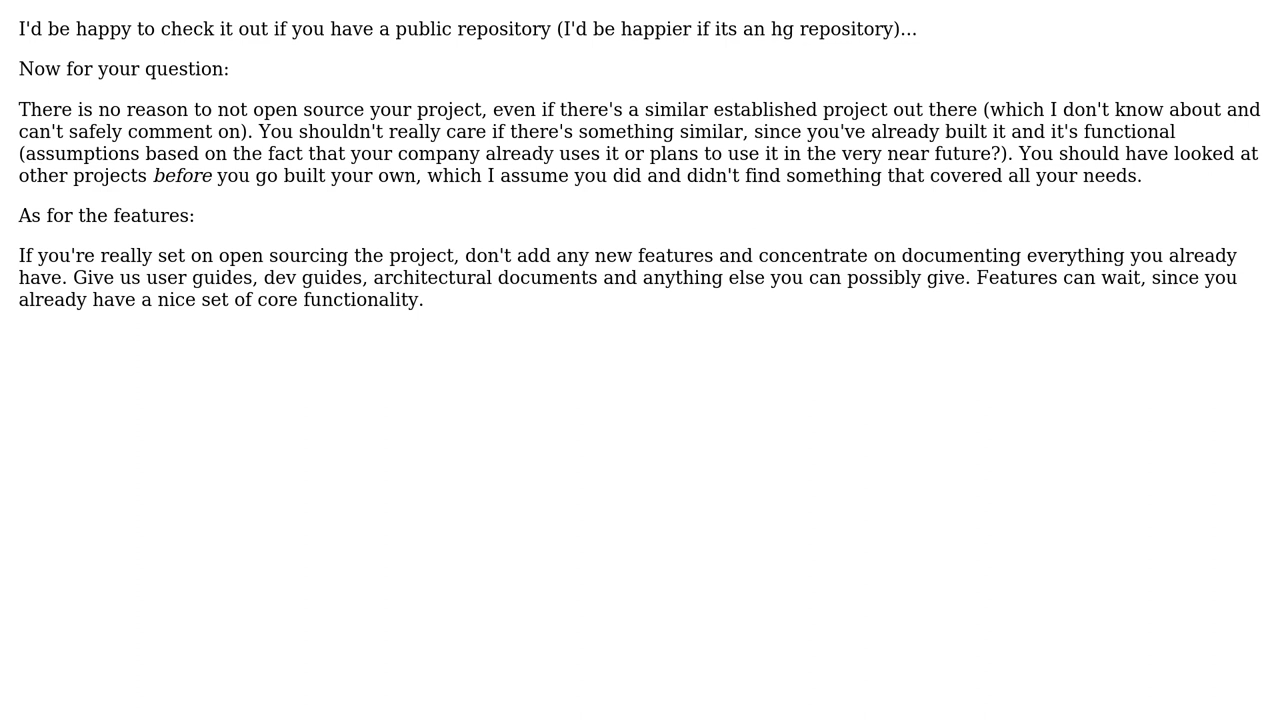 I'd be happy to check it out if you have a public repository (I'd be happier if its an hg repository)...
Now for your question:
There is no reason to not open source your project, even if there's a similar established project out there (which I don't know about and
can't safely comment on). You shouldn't really care if there's something similar, since you've already built it and it's functional
(assumptions based on the fact that your company already uses it or plans to use it in the very near future?). You should have looked at
other projects before you go built your own, which I assume you did and didn't find something that covered all your needs.
As for the features:
If you're really set on open sourcing the project, don't add any new features and concentrate on documenting everything you already
have. Give us user guides, dev guides, architectural documents and anything else you can possibly give. Features can wait, since you
already have a nice set of core functionality.